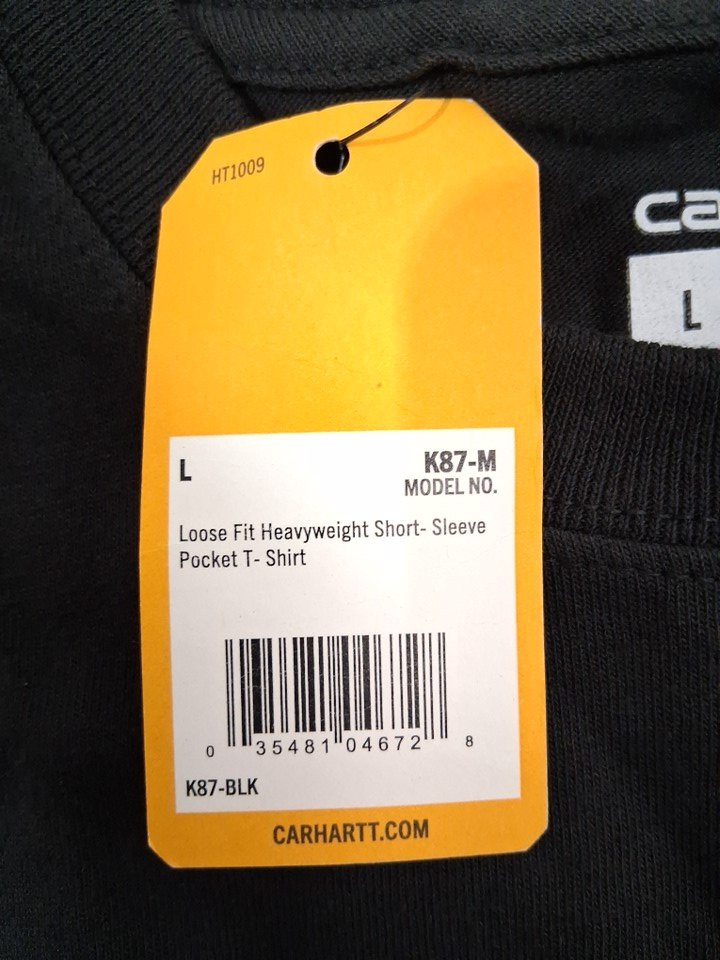 HT1009
ca
L
L
K87-M
MODEL NO.
Loose Fit Heavyweight Short- Sleeve
Pocket T- Shirt
0 35481 04672 8
K87-BLK
CARHARTT.COM